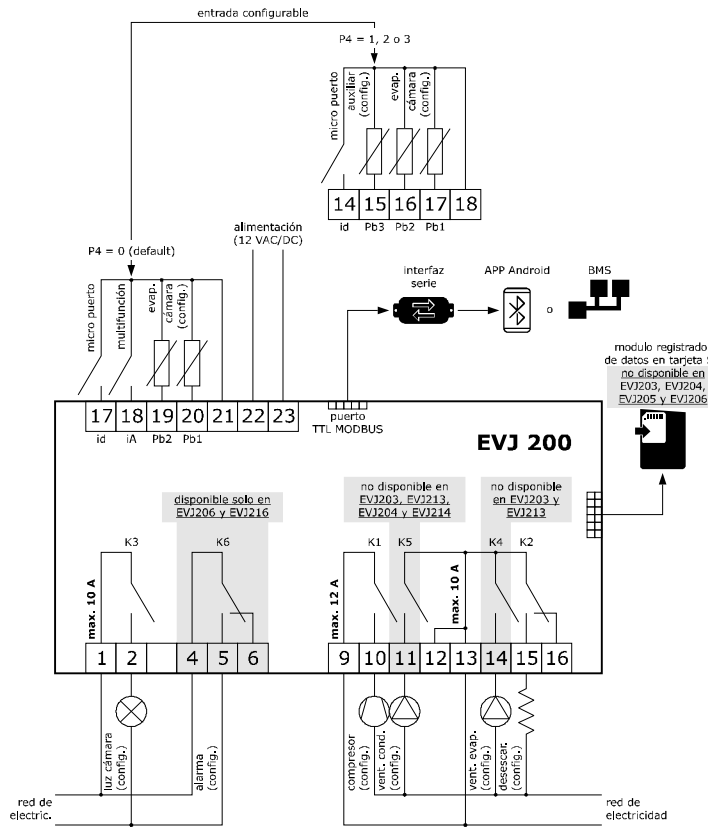 entrada configurable
P4 = 1, 2 o 3
micro puerto
auxiliar
(config.)
evap.
cámara
(config.)
14 15 16 17 18
id Pb3 Pb2 Pb1
alimentación
(12 VAC/DC)
P4 = 0 (default)
micro puerto
multifunción
evap.
cámara
(config.)
interfaz
serie
APP Android
o
BMS
modulo registrado
de datos en tarjeta S
no disponible en
EVJ203, EVJ204,
EVJ205 y EVJ206
17 18 19 20 21 22 23
id iA Pb2 Pb1
puerto
TTL MODBUS
EVJ 200
disponible solo en
EVJ206 y EVJ216
no disponible en
EVJ203, EVJ213,
EVJ204 y EVJ214
no disponible
en EVJ203 y
EVJ213
K3 K6 K1 K5 K4 K2
max. 10 A
max. 12 A
max. 10 A
1 2 4 5 6 9 10 11 12 13 14 15 16
luz cámara
(config.)
alarma
(config.)
compresor
(config.)
vent. cond.
(config.)
vent. evap.
(config.)
desescar.
(config.)
red de
electric.
red de
electricidad